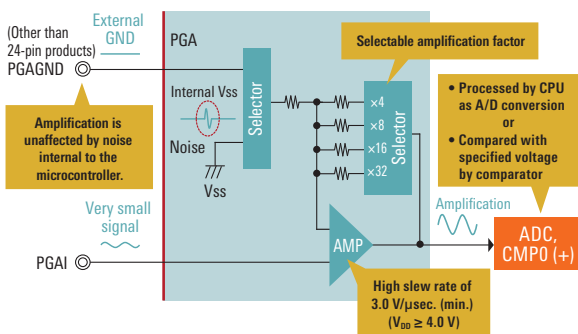 (Other than
24-pin products)
PGAGND
External
GND
PGA
Selectable amplification factor
Amplification is
unaffected by noise
internal to the
microcontroller.
Internal Vss
Noise
Vss
Selector
×4
×8
×16
×32
Selector
• Processed by CPU
as A/D conversion
or
• Compared with
specified voltage
by comparator
Very small
signal
PGAI
AMP
Amplification
ADC,
CMP0 (+)
High slew rate of
3.0 V/μsec. (min.)
(VDD ≥ 4.0 V)